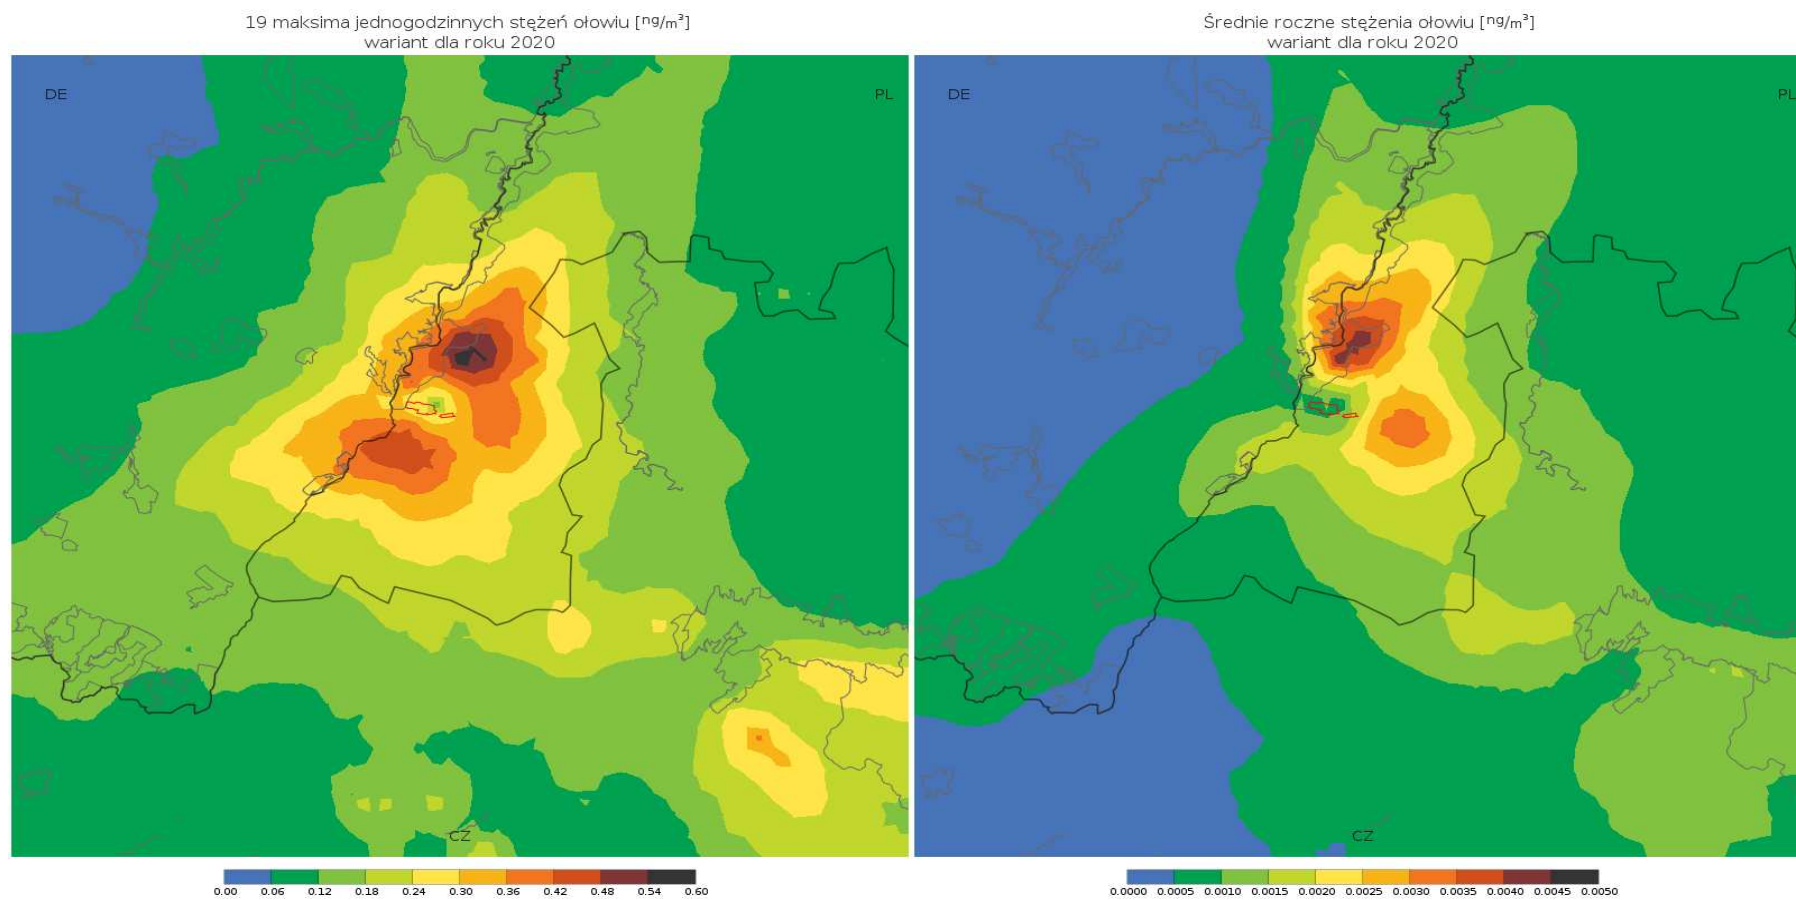 19 maksima jednogodzinnych stężeń ołowiu [ng/m³]
wariant dla roku 2020
DE
PL
CZ
0.00 0.06 0.12 0.18 0.24 0.30 0.36 0.42 0.48 0.54 0.60
Średnie roczne stężenia ołowiu [ng/m³]
wariant dla roku 2020
DE
PL
CZ
0.0000 0.0005 0.0010 0.0015 0.0020 0.0025 0.0030 0.0035 0.0040 0.0045 0.0050